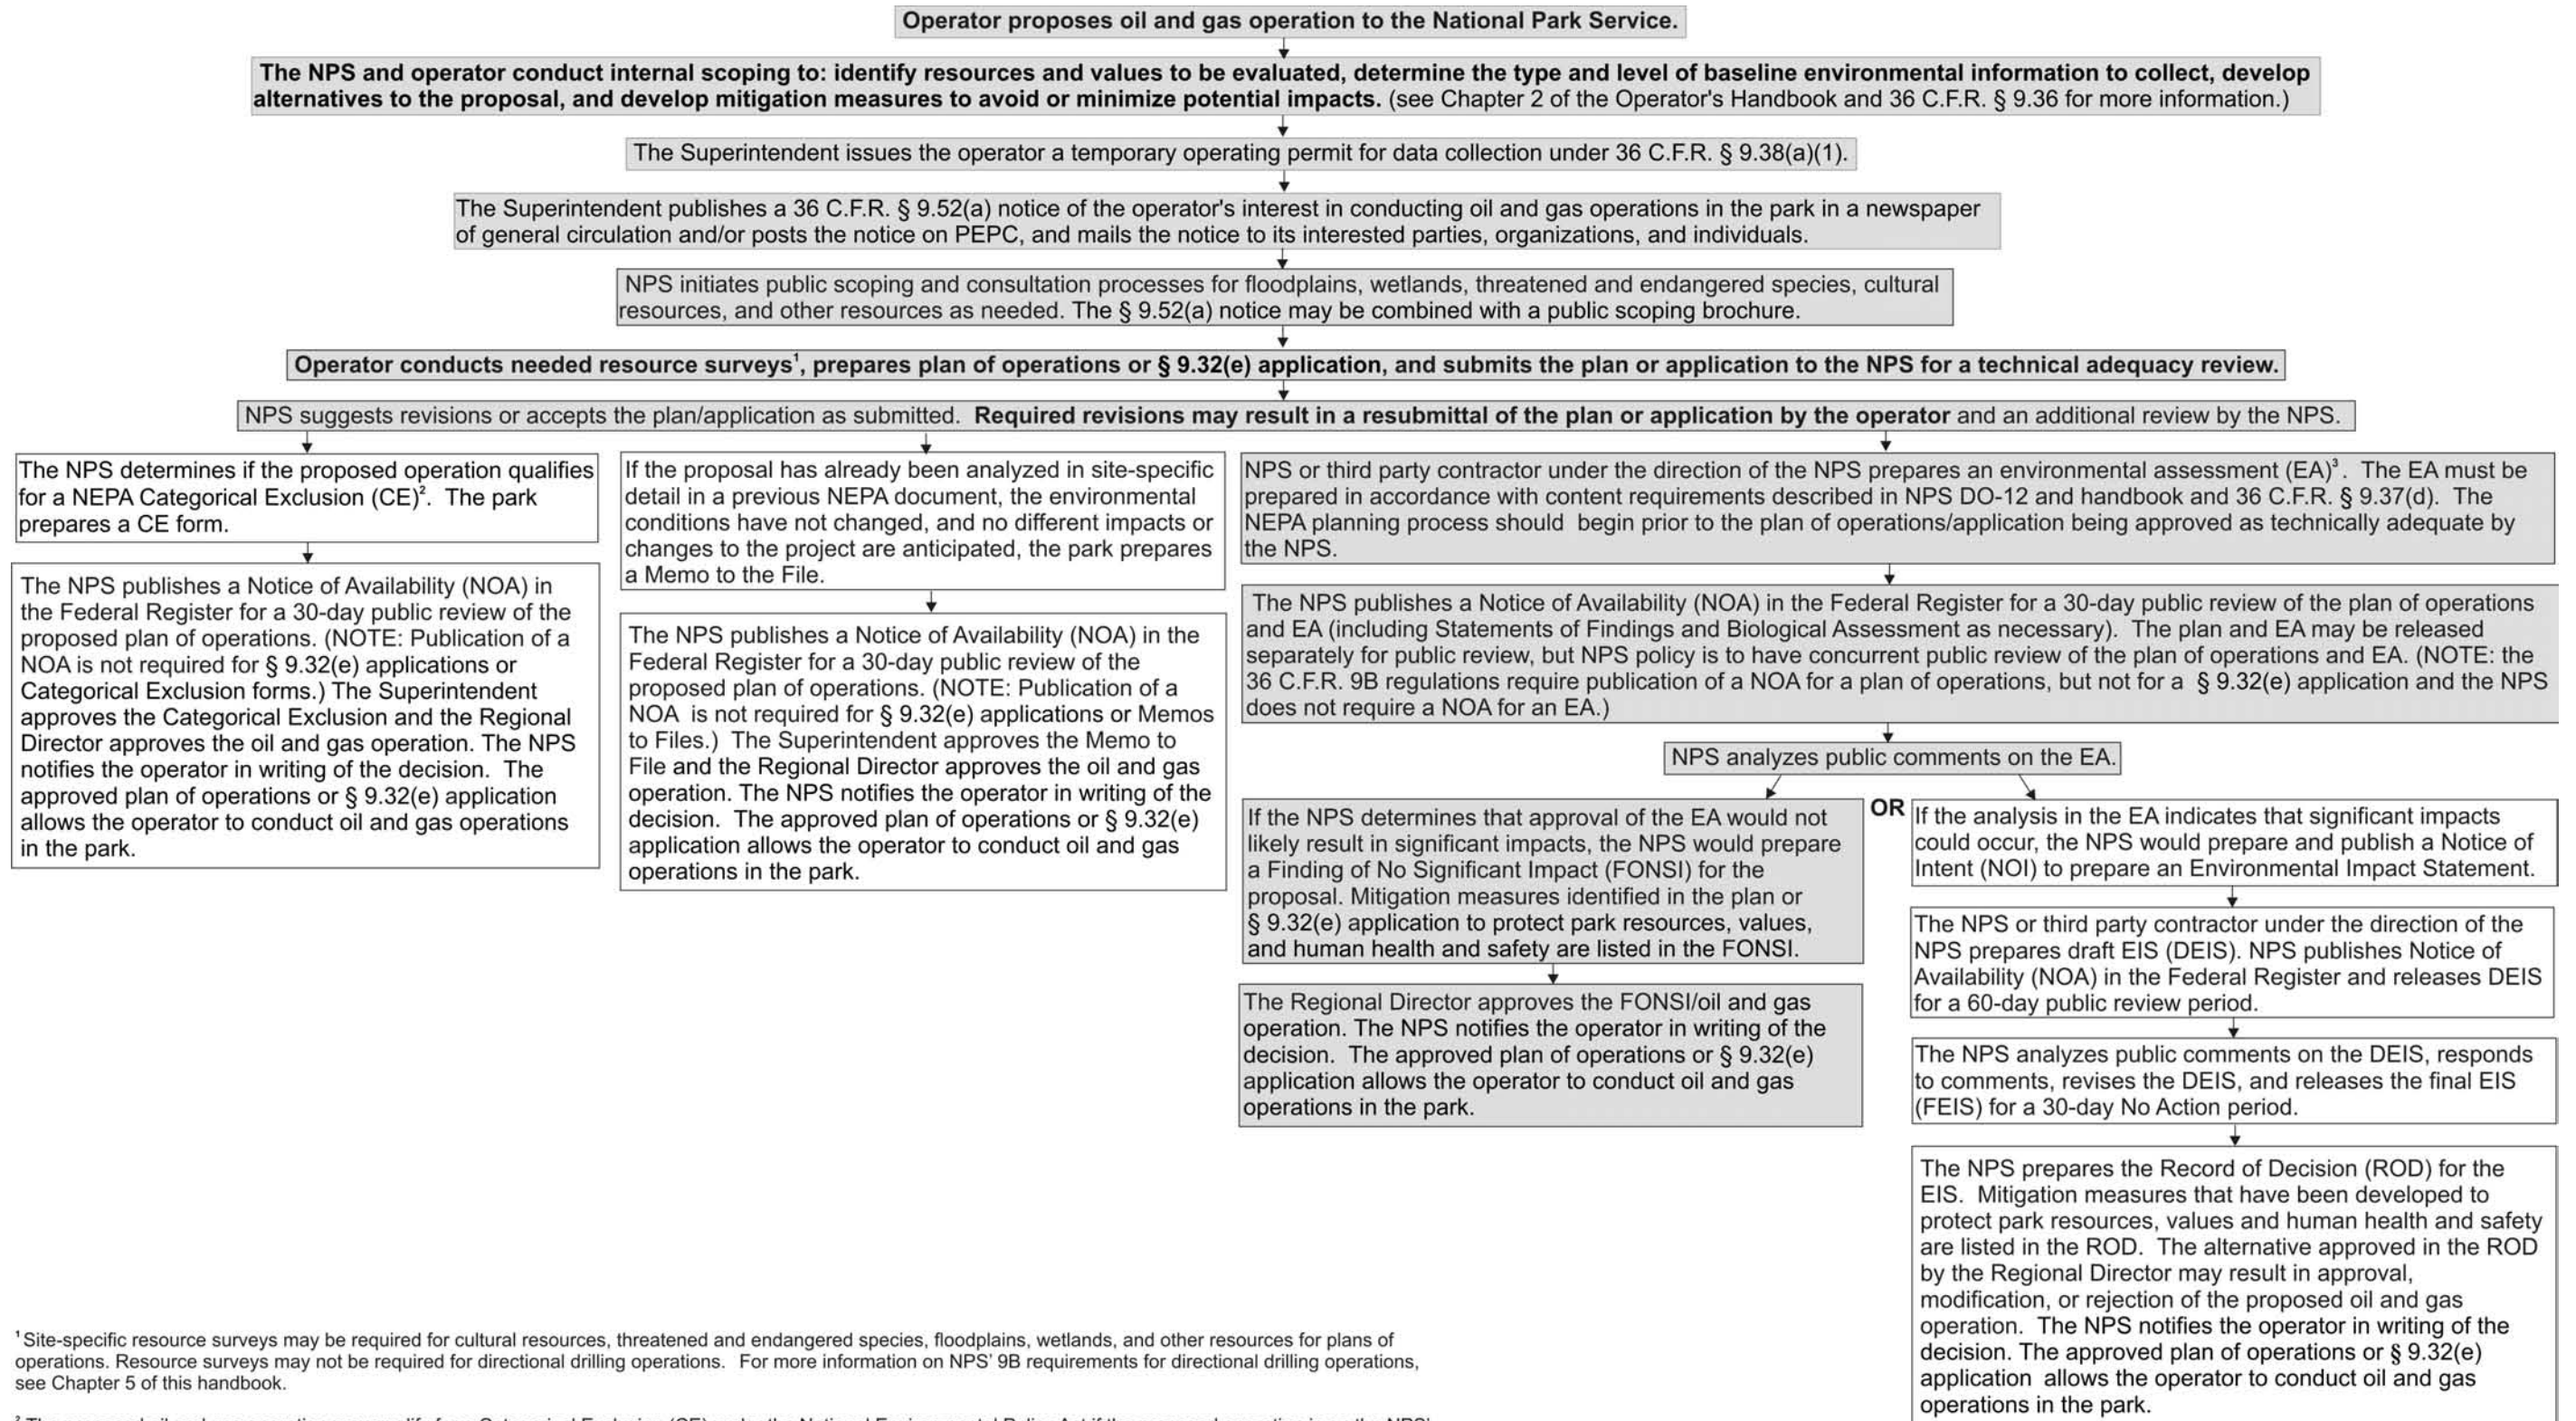 Operator proposes oil and gas operation to the National Park Service.
The NPS and operator conduct internal scoping to: identify resources and values to be evaluated, determine the type and level of baseline environmental information to collect, develop
alternatives to the proposal, and develop mitigation measures to avoid or minimize potential impacts. (see Chapter 2 of the Operator's Handbook and 36 C.F.R. § 9.36 for more information.)
The Superintendent issues the operator a temporary operating permit for data collection under 36 C.F.R. § 9.38(a)(1).
The Superintendent publishes a 36 C.F.R. § 9.52(a) notice of the operator's interest in conducting oil and gas operations in the park in a newspaper
of general circulation and/or posts the notice on PEPC, and mails the notice to its interested parties, organizations, and individuals.
NPS initiates public scoping and consultation processes for floodplains, wetlands, threatened and endangered species, cultural
resources, and other resources as needed. The § 9.52(a) notice may be combined with a public scoping brochure.
Operator conducts needed resource surveys¹, prepares plan of operations or § 9.32(e) application, and submits the plan or application to the NPS for a technical adequacy review.
NPS suggests revisions or accepts the plan/application as submitted. Required revisions may result in a resubmittal of the plan or application by the operator and an additional review by the NPS.
The NPS determines if the proposed operation qualifies
for a NEPA Categorical Exclusion (CE)². The park
prepares a CE form.
The NPS publishes a Notice of Availability (NOA) in
the Federal Register for a 30-day public review of the
proposed plan of operations. (NOTE: Publication of a
NOA is not required for § 9.32(e) applications or
Categorical Exclusion forms.) The Superintendent
approves the Categorical Exclusion and the Regional
Director approves the oil and gas operation. The NPS
notifies the operator in writing of the decision. The
approved plan of operations or § 9.32(e) application
allows the operator to conduct oil and gas operations
in the park.
If the proposal has already been analyzed in site-specific
detail in a previous NEPA document, the environmental
conditions have not changed, and no different impacts or
changes to the project are anticipated, the park prepares
a Memo to the File.
The NPS publishes a Notice of Availability (NOA) in the
Federal Register for a 30-day public review of the
proposed plan of operations. (NOTE: Publication of a
NOA is not required for § 9.32(e) applications or Memos
to Files.) The Superintendent approves the Memo to
File and the Regional Director approves the oil and gas
operation. The NPS notifies the operator in writing of the
decision. The approved plan of operations or § 9.32(e)
application allows the operator to conduct oil and gas
operations in the park.
NPS or third party contractor under the direction of the NPS prepares an environmental assessment (EA)³. The EA must be
prepared in accordance with content requirements described in NPS DO-12 and handbook and 36 C.F.R. § 9.37(d). The
NEPA planning process should begin prior to the plan of operations/application being approved as technically adequate by
the NPS.
The NPS publishes a Notice of Availability (NOA) in the Federal Register for a 30-day public review of the plan of operations
and EA (including Statements of Findings and Biological Assessment as necessary). The plan and EA may be released
separately for public review, but NPS policy is to have concurrent public review of the plan of operations and EA. (NOTE: the
36 C.F.R. 9B regulations require publication of a NOA for a plan of operations, but not for a § 9.32(e) application and the NPS
does not require a NOA for an EA.)
NPS analyzes public comments on the EA.
If the NPS determines that approval of the EA would not
likely result in significant impacts, the NPS would prepare
a Finding of No Significant Impact (FONSI) for the
proposal. Mitigation measures identified in the plan or
§ 9.32(e) application to protect park resources, values,
and human health and safety are listed in the FONSI.
The Regional Director approves the FONSI/oil and gas
operation. The NPS notifies the operator in writing of the
decision. The approved plan of operations or § 9.32(e)
application allows the operator to conduct oil and gas
operations in the park.
OR
If the analysis in the EA indicates that significant impacts
could occur, the NPS would prepare and publish a Notice of
Intent (NOI) to prepare an Environmental Impact Statement.
The NPS or third party contractor under the direction of the
NPS prepares draft EIS (DEIS). NPS publishes Notice of
Availability (NOA) in the Federal Register and releases DEIS
for a 60-day public review period.
The NPS analyzes public comments on the DEIS, responds
to comments, revises the DEIS, and releases the final EIS
(FEIS) for a 30-day No Action period.
The NPS prepares the Record of Decision (ROD) for the
EIS. Mitigation measures that have been developed to
protect park resources, values and human health and safety
are listed in the ROD. The alternative approved in the ROD
by the Regional Director may result in approval,
modification, or rejection of the proposed oil and gas
operation. The NPS notifies the operator in writing of the
decision. The approved plan of operations or § 9.32(e)
application allows the operator to conduct oil and gas
operations in the park.
¹ Site-specific resource surveys may be required for cultural resources, threatened and endangered species, floodplains, wetlands, and other resources for plans of
operations. Resource surveys may not be required for directional drilling operations. For more information on NPS' 9B requirements for directional drilling operations,
see Chapter 5 of this handbook.